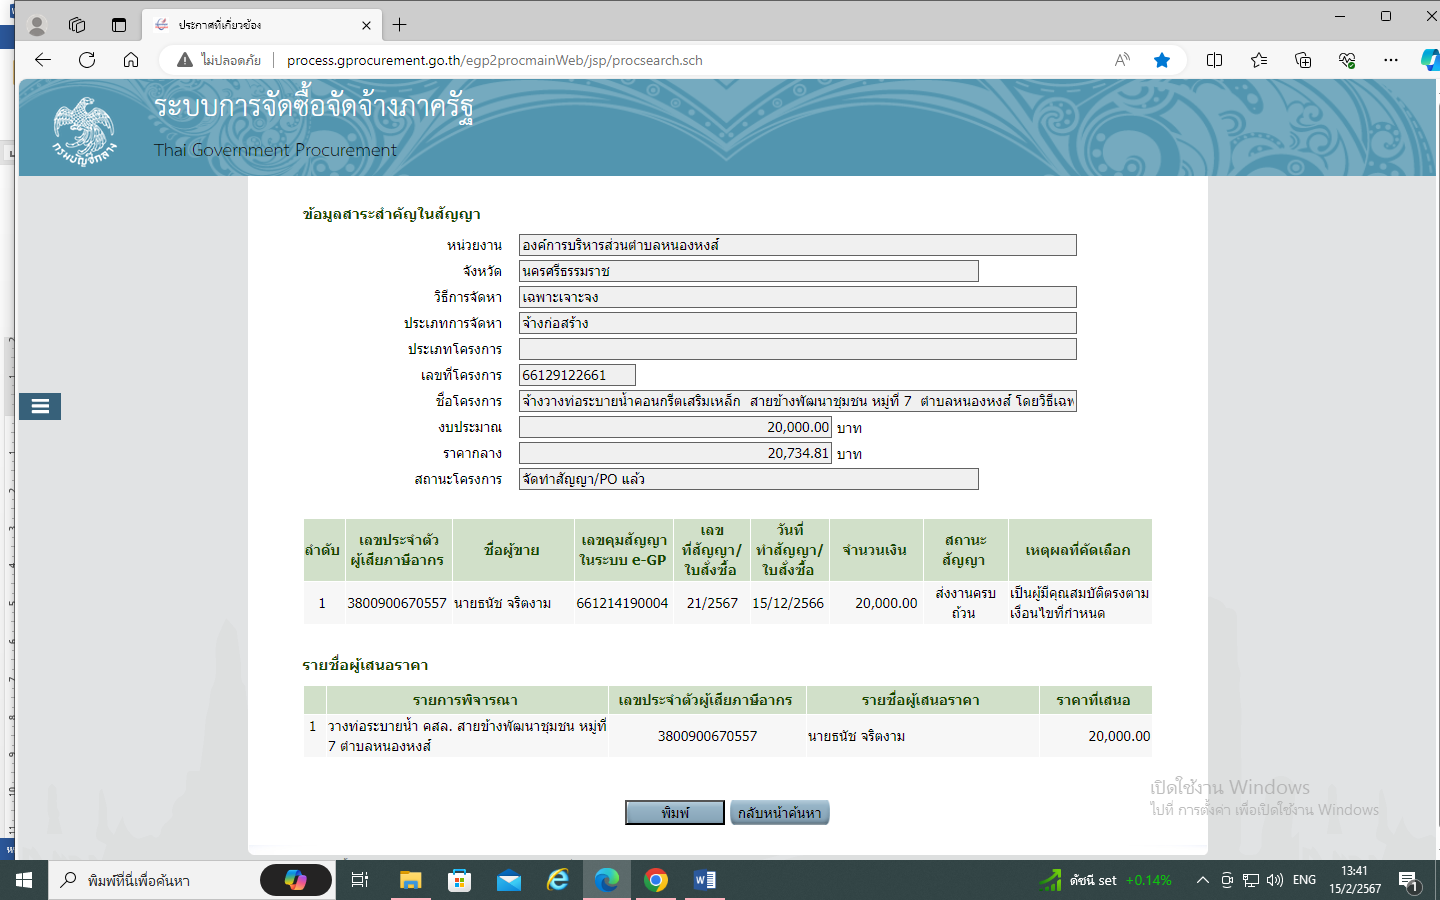 ประกาศที่เกี่ยวข้อง
ไม่ปลอดภัย
process.gprocurement.go.th/egp2procmainWeb/jsp/procsearch.sch
ระบบการจัดซื้อจัดจ้างภาครัฐ
Thai Government Procurement
กรมบัญชีกลาง
ข้อมูลสาระสำคัญในสัญญา
หน่วยงาน องค์การบริหารส่วนตำบลหนองหงส์
จังหวัด นครศรีธรรมราช
วิธีการจัดหา เฉพาะเจาะจง
ประเภทการจัดหา จ้างก่อสร้าง
ประเภทโครงการ
เลขที่โครงการ 66129122661
ชื่อโครงการ จ้างวางท่อระบายน้ำคอนกรีตเสริมเหล็ก สายข้างพัฒนาชุมชน หมู่ที่ 7 ตำบลหนองหงส์ โดยวิธีเฉพ
งบประมาณ 20,000.00 บาท
ราคากลาง 20,734.81 บาท
สถานะโครงการ จัดทำสัญญา/PO แล้ว
ลำดับ เลขประจำตัวผู้เสียภาษีอากร ชื่อผู้ขาย เลขคุมสัญญาในระบบ e-GP เลขที่สัญญา/ใบสั่งซื้อ วันที่ทำสัญญา/ใบสั่งซื้อ จำนวนเงิน สถานะสัญญา เหตุผลที่คัดเลือก
1 3800900670557 นายธนัช จริตงาม 661214190004 21/2567 15/12/2566 20,000.00 ส่งงานครบถ้วน เป็นผู้มีคุณสมบัติตรงตามเงื่อนไขที่กำหนด
รายชื่อผู้เสนอราคา
รายการพิจารณา เลขประจำตัวผู้เสียภาษีอากร รายชื่อผู้เสนอราคา ราคาที่เสนอ
1 วางท่อระบายน้ำ คสล. สายข้างพัฒนาชุมชน หมู่ที่ 7 ตำบลหนองหงส์ 3800900670557 นายธนัช จริตงาม 20,000.00
พิมพ์ กลับหน้าค้นหา
เปิดใช้งาน Windows
ไปที่ การตั้งค่า เพื่อเปิดใช้งาน Windows
พิมพ์ที่นี่เพื่อค้นหา
ดัชนี set +0.14%
ENG
13:41
15/2/2567
1